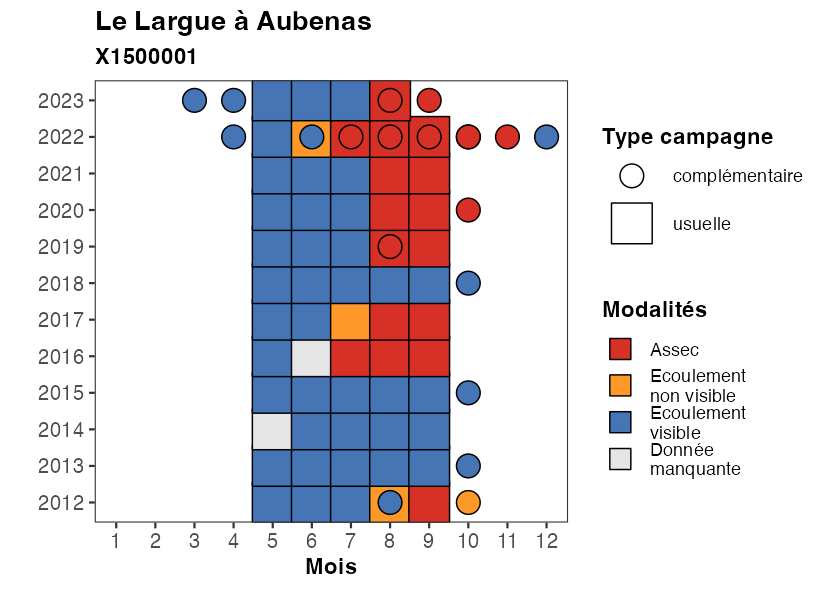 Le Largue à Aubenas
X1500001
2023
2022
2021
2020
2019
2018
2017
2016
2015
2014
2013
2012
1 2 3 4 5 6 7 8 9 10 11 12
Mois
Type campagne
complémentaire
usuelle
Modalités
Assec
Ecoulement
non visible
Ecoulement
visible
Donnée
manquante